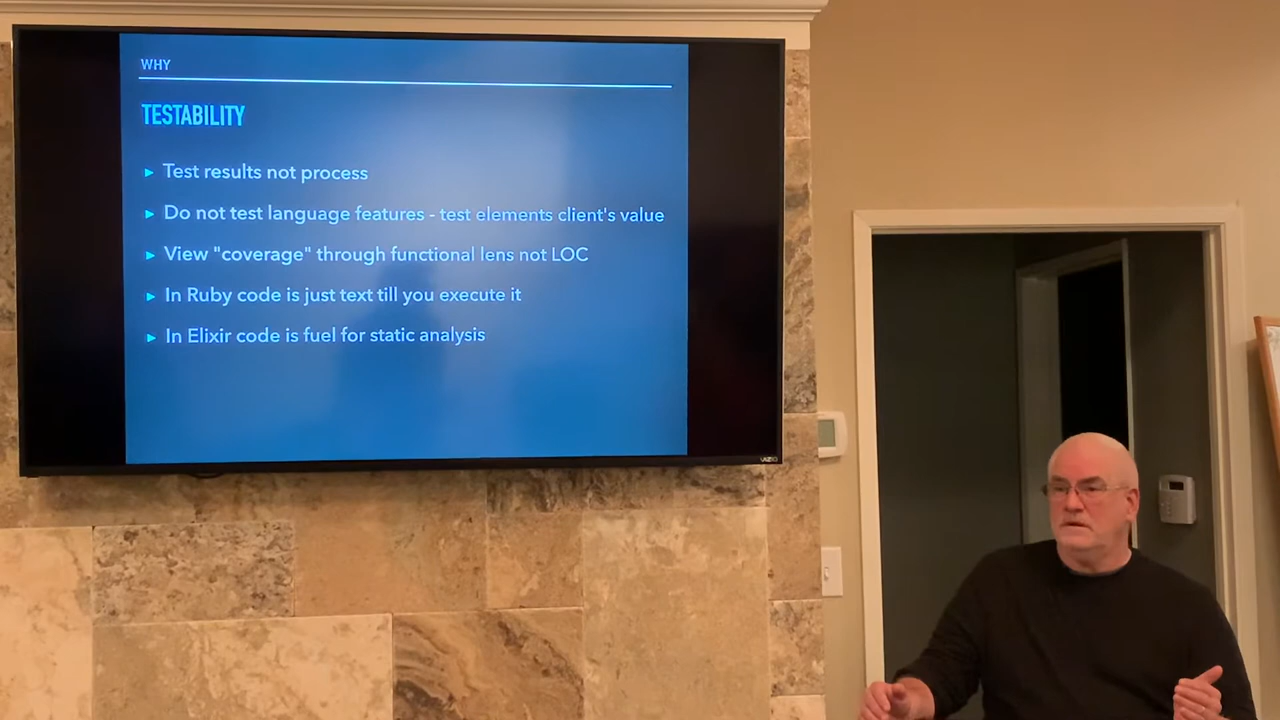 WHY
TESTABILITY
Test results not process
Do not test language features - test elements client's value
View "coverage" through functional lens not LOC
In Ruby code is just text till you execute it
In Elixir code is fuel for static analysis
VIZIO